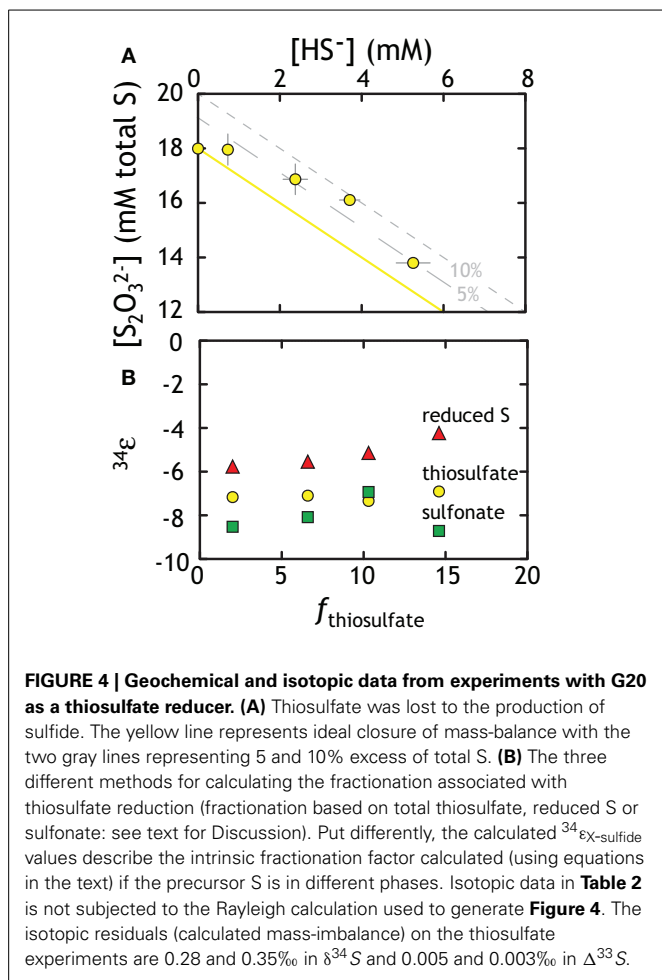 A
[HS-] (mM)
0 2 4 6 8
[S2O3 2-] (mM total S)
20
18
16
14
12
10%
5%
B
34ε
0
-2
-4
-6
-8
-10
reduced S
thiosulfate
sulfonate
0 5 10 15 20
fthiosulfate
FIGURE 4 | Geochemical and isotopic data from experiments with G20
as a thiosulfate reducer. (A) Thiosulfate was lost to the production of
sulfide. The yellow line represents ideal closure of mass-balance with the
two gray lines representing 5 and 10% excess of total S. (B) The three
different methods for calculating the fractionation associated with
thiosulfate reduction (fractionation based on total thiosulfate, reduced S or
sulfonate: see text for Discussion). Put differently, the calculated 34εX-sulfide
values describe the intrinsic fractionation factor calculated (using equations
in the text) if the precursor S is in different phases. Isotopic data in Table 2
is not subjected to the Rayleigh calculation used to generate Figure 4. The
isotopic residuals (calculated mass-imbalance) on the thiosulfate
experiments are 0.28 and 0.35‰ in δ34S and 0.005 and 0.003‰ in Δ33S.